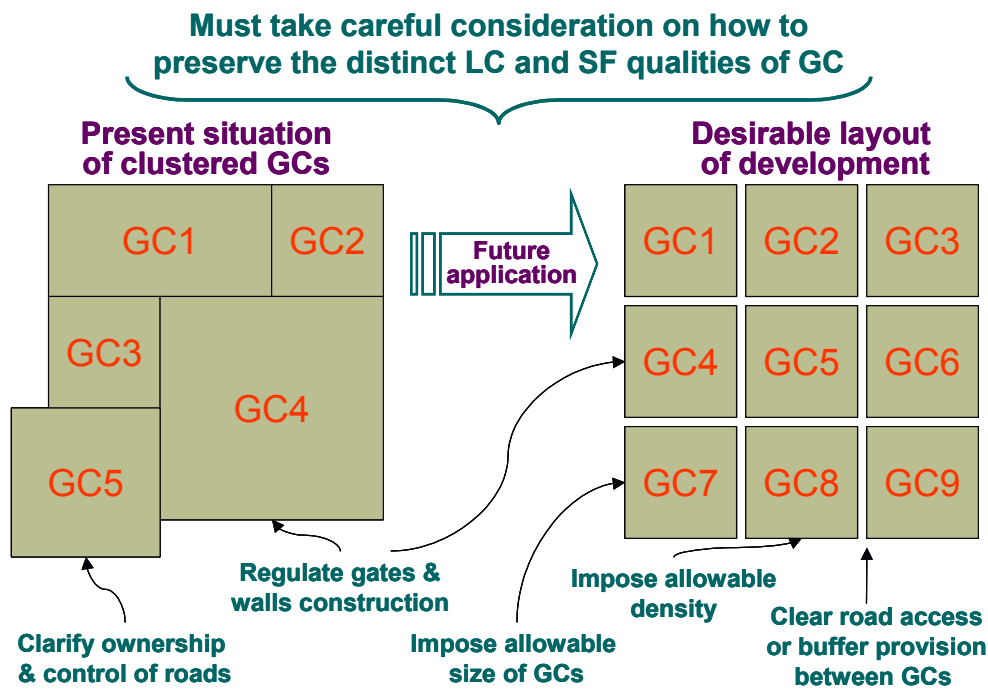 Must take careful consideration on how to
preserve the distinct LC and SF qualities of GC
Present situation
of clustered GCs
Desirable layout
of development
GC1
GC2
GC3
GC4
GC5
Future
application
GC1
GC2
GC3
GC4
GC5
GC6
GC7
GC8
GC9
Regulate gates &
walls construction
Clarify ownership
& control of roads
Impose allowable
size of GCs
Impose allowable
density
Clear road access
or buffer provision
between GCs